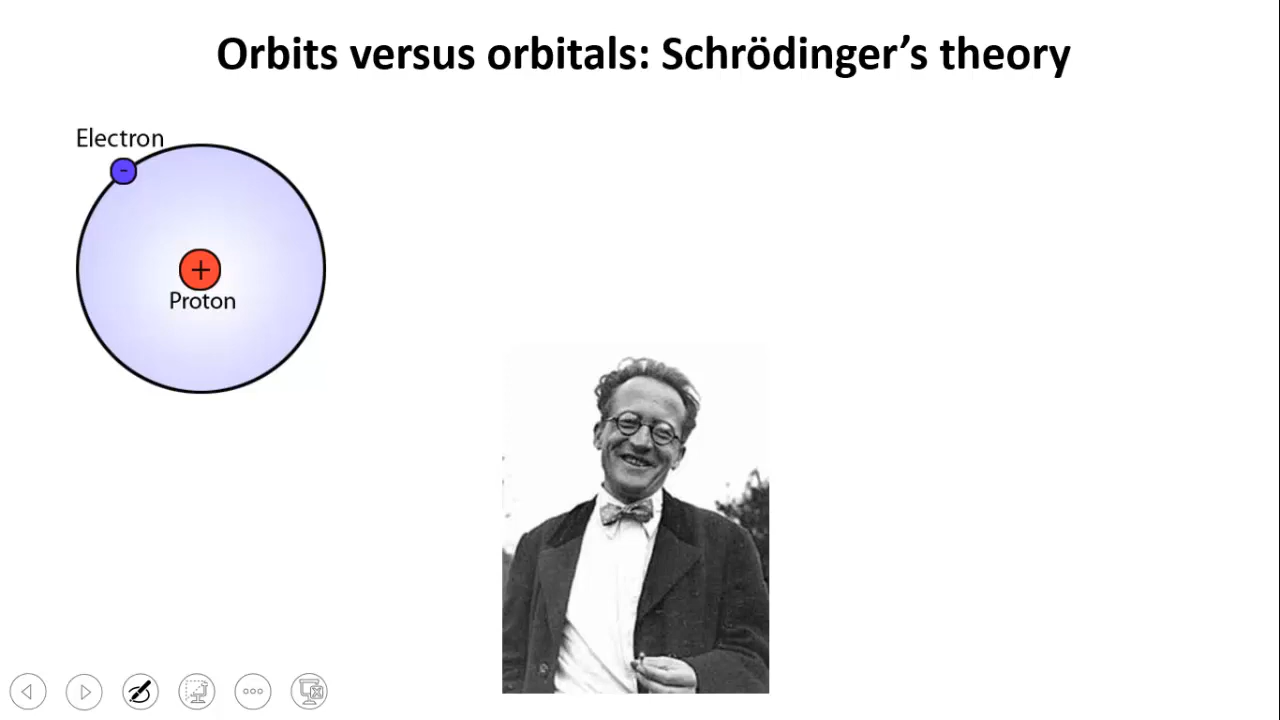 Orbits versus orbitals: Schrödinger’s theory
Electron
-
+
Proton